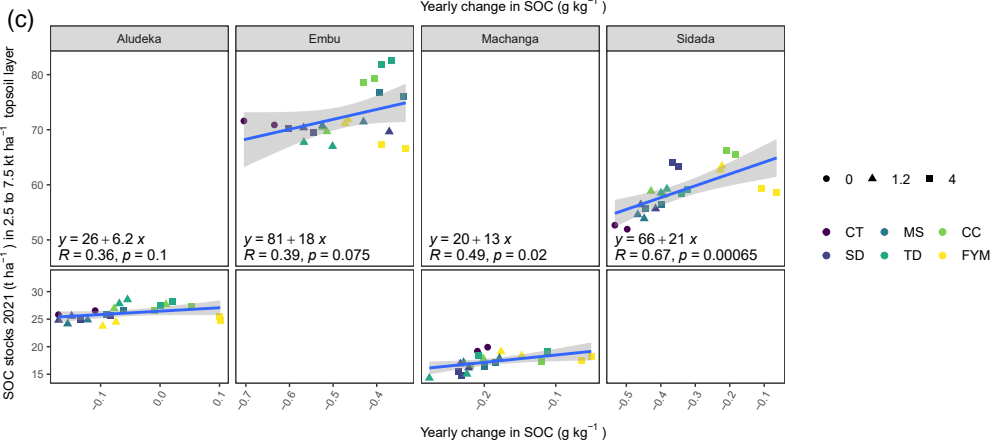 Yearly change in SOC (g kg⁻¹)
(c)
Aludeka Embu Machanga Sidada
SOC stocks 2021 (t ha⁻¹) in 2.5 to 7.5 kt ha⁻¹ topsoil layer
80
70
60
50
y = 26 + 6.2 x
R = 0.36, p = 0.1
y = 81 + 18 x
R = 0.39, p = 0.075
y = 20 + 13 x
R = 0.49, p = 0.02
y = 66 + 21 x
R = 0.67, p = 0.00065
30
25
20
15
−0.1 0.0 0.1
−0.7 −0.6 −0.5 −0.4
−0.2 −0.1
−0.5 −0.4 −0.3 −0.2 −0.1
Yearly change in SOC (g kg⁻¹)
0 1.2 4
CT MS CC
SD TD FYM